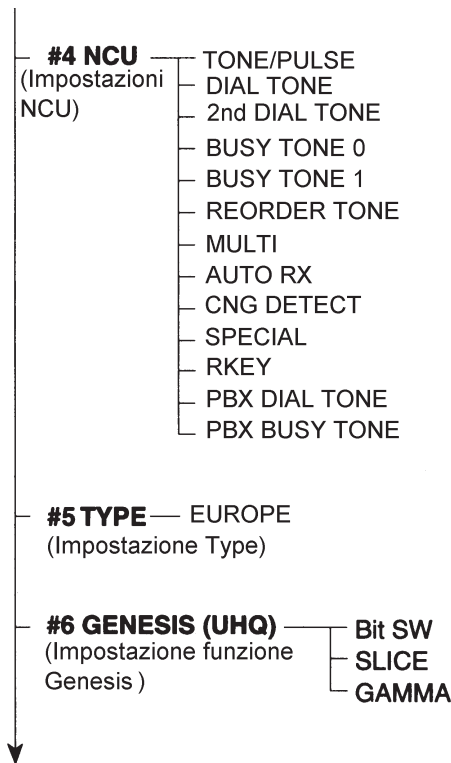 #4 NCU
(Impostazioni
NCU)
TONE/PULSE
DIAL TONE
2nd DIAL TONE
BUSY TONE 0
BUSY TONE 1
REORDER TONE
MULTI
AUTO RX
CNG DETECT
SPECIAL
RKEY
PBX DIAL TONE
PBX BUSY TONE
#5 TYPE
EUROPE
(Impostazione Type)
#6 GENESIS (UHQ)
(Impostazione funzione
Genesis )
Bit SW
SLICE
GAMMA